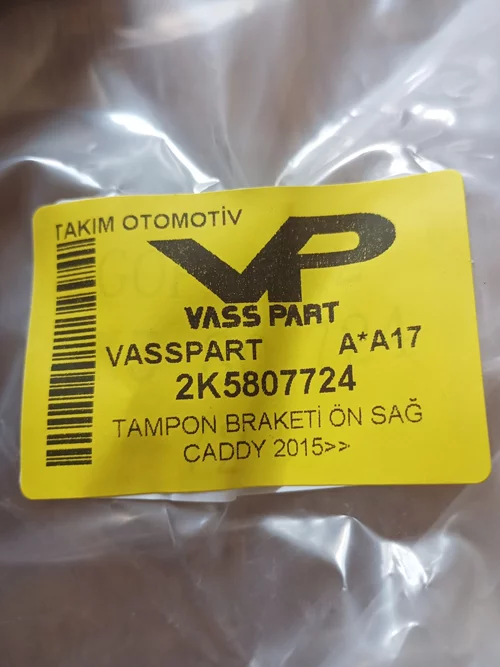 TAKIM OTOMOTİV
VP
VASS PART
VASSPART A*A17
2K5807724
TAMPON BRAKETİ ÖN SAĞ
CADDY 2015>>